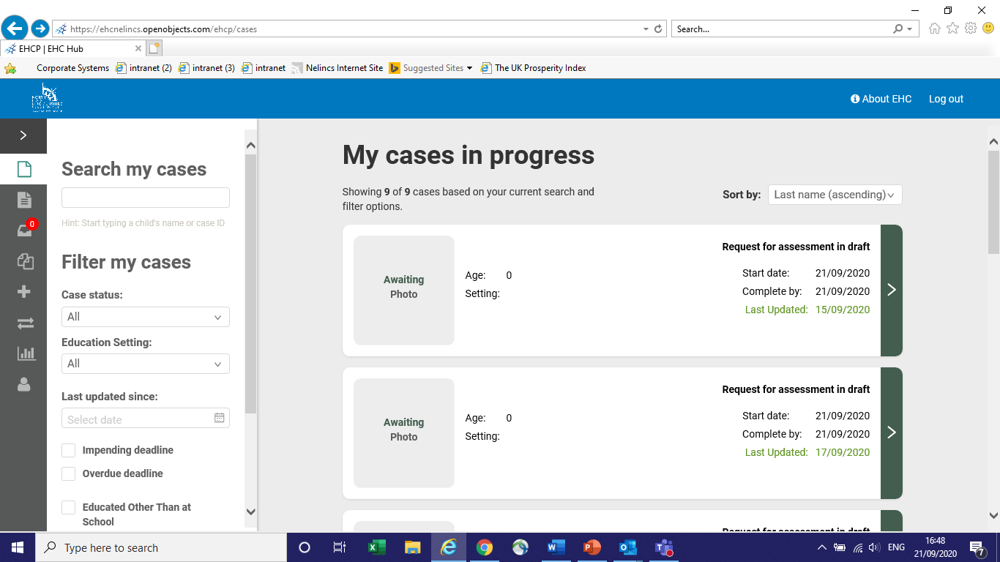 https://ehcnelincs.openobjects.com/ehcp/cases
Search...
EHCP | EHC Hub
Corporate Systems
intranet (2)
intranet (3)
intranet
Nelincs Internet Site
Suggested Sites
The UK Prosperity Index
About EHC
Log out
Search my cases
Hint: Start typing a child's name or case ID
0
Filter my cases
Case status:
All
Education Setting:
All
Last updated since:
Select date
Impending deadline
Overdue deadline
Educated Other Than at
School
My cases in progress
Showing 9 of 9 cases based on your current search and
filter options.
Sort by: Last name (ascending)
Awaiting
Photo
Age: 0
Setting:
Request for assessment in draft
Start date: 21/09/2020
Complete by: 21/09/2020
Last Updated: 15/09/2020
Awaiting
Photo
Age: 0
Setting:
Request for assessment in draft
Start date: 21/09/2020
Complete by: 21/09/2020
Last Updated: 17/09/2020
Request for assessment in draft
Type here to search
ENG
16:48
21/09/2020
7